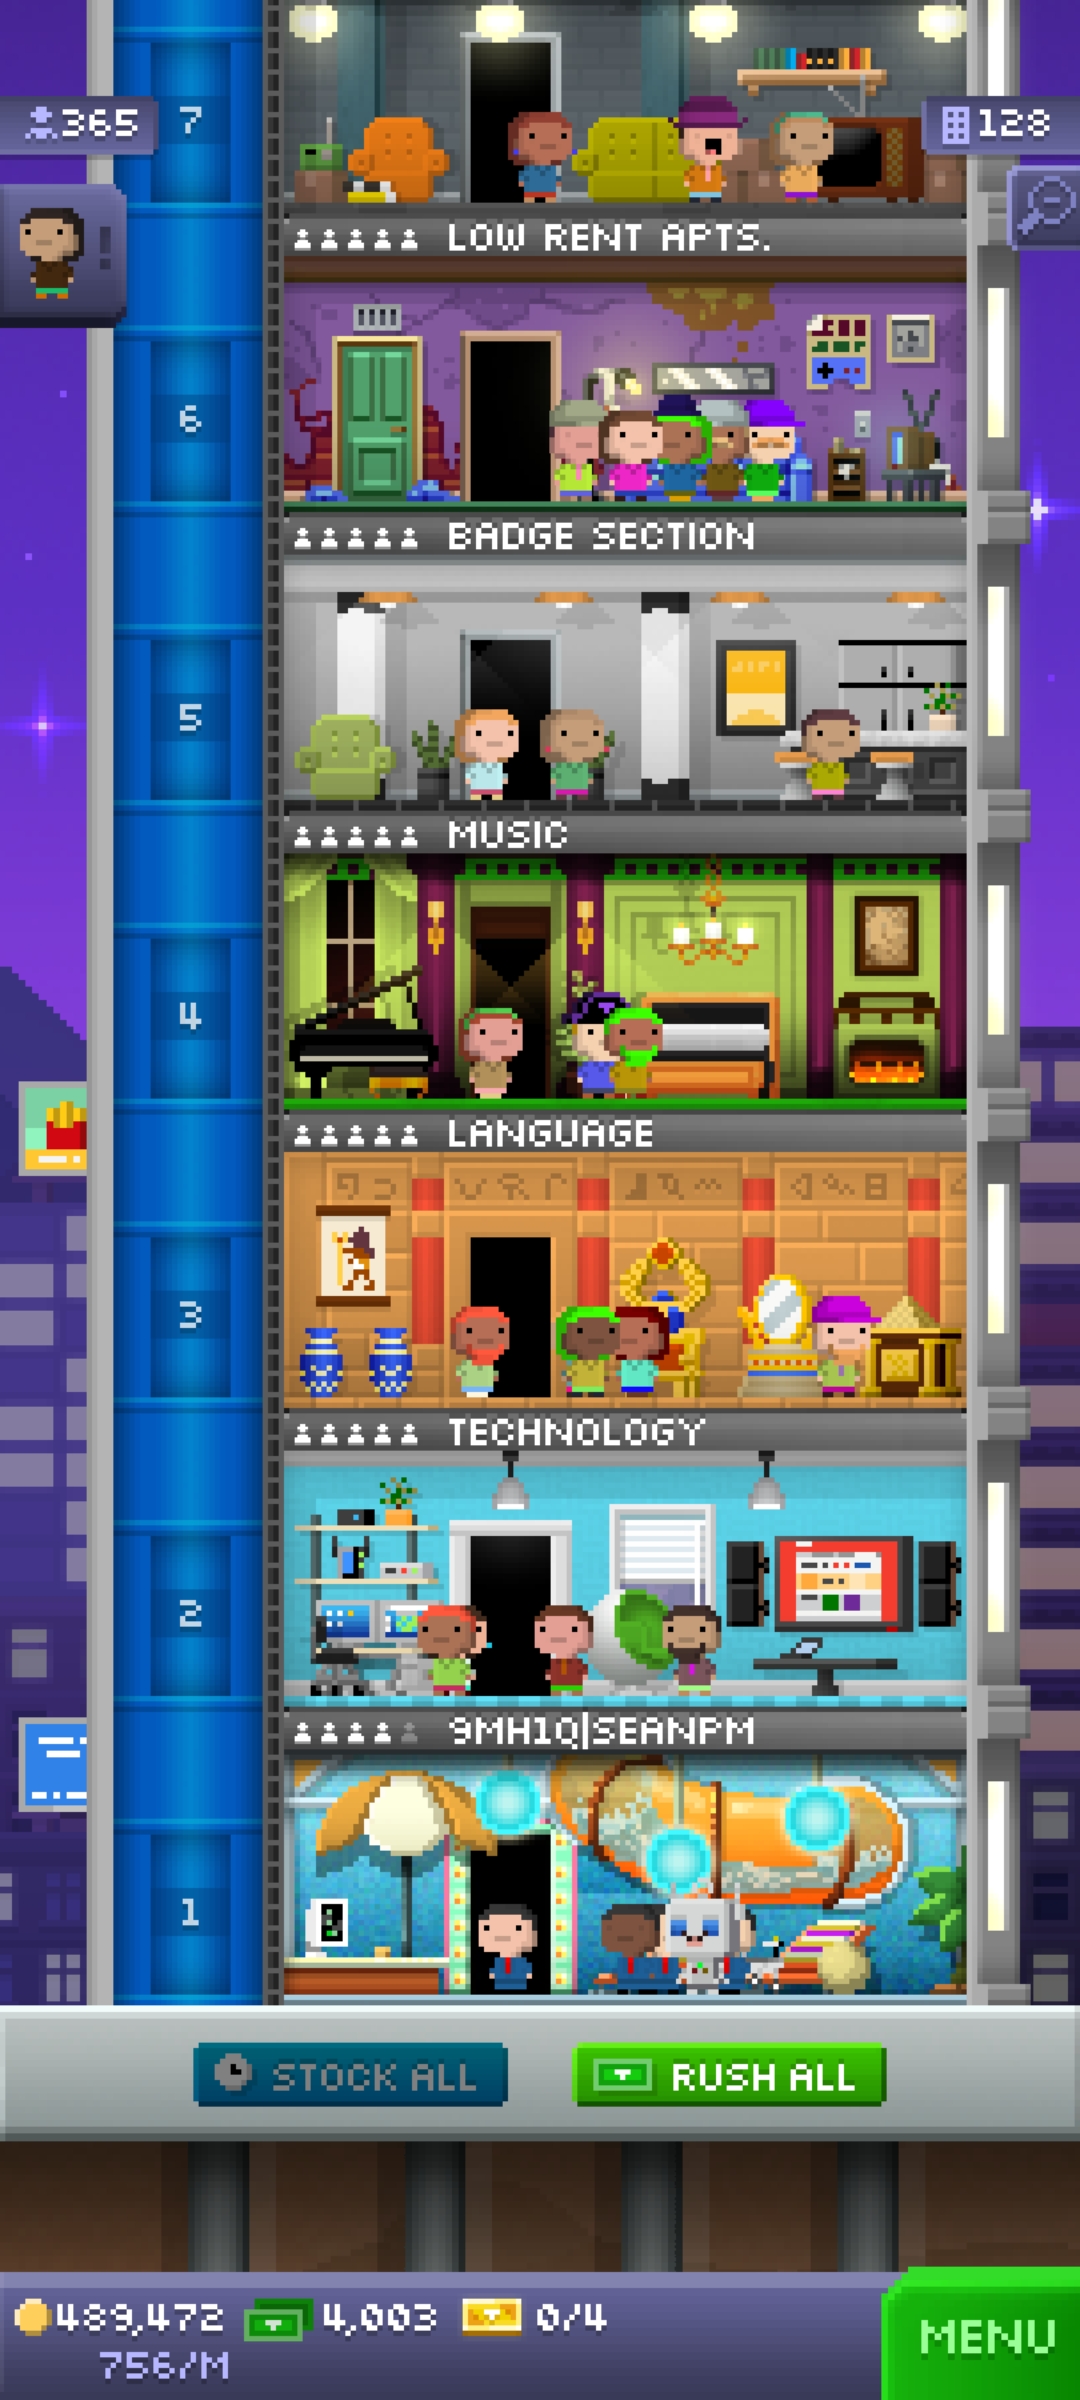 7
365
128
LOW RENT APTS.
6
BADGE SECTION
5
MUSIC
4
LANGUAGE
3
TECHNOLOGY
2
9MH1Q|SEANPM
1
STOCK ALL
RUSH ALL
489,472 4,003 0/4
756/M
MENU